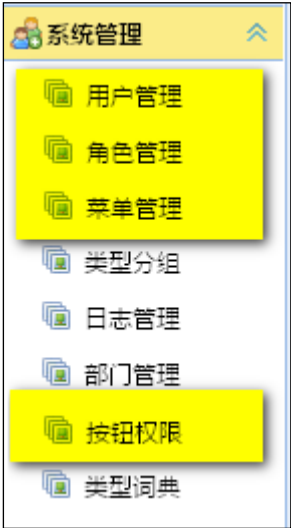 系统管理
用户管理
角色管理
菜单管理
类型分组
日志管理
部门管理
按钮权限
类型词典